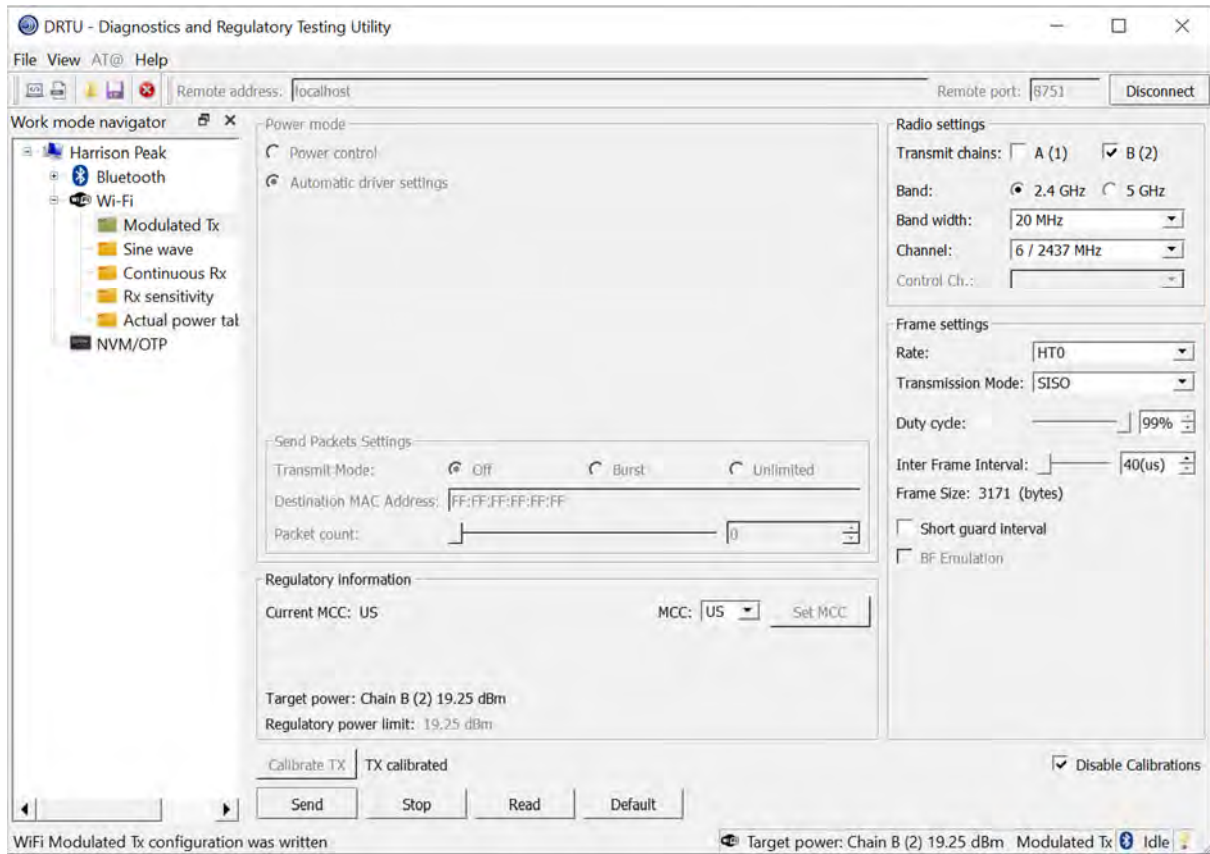 DRTU - Diagnostics and Regulatory Testing Utility
File View AT@ Help
Remote address: localhost Remote port: 8751 Disconnect
Work mode navigator
Harrison Peak
Bluetooth
Wi-Fi
Modulated Tx
Sine wave
Continuous Rx
Rx sensitivity
Actual power tal
NVM/OTP
Power mode
Power control
Automatic driver settings
Send Packets Settings
Transmit Mode: Off Burst Unlimited
Destination MAC Address: FF:FF:FF:FF:FF:FF
Packet count: 0
Regulatory information
Current MCC: US MCC: US Set MCC
Target power: Chain B (2) 19.25 dBm
Regulatory power limit: 19.25 dBm
Calibrate TX TX calibrated
Send Stop Read Default
Radio settings
Transmit chains: A (1) B (2)
Band: 2.4 GHz 5 GHz
Band width: 20 MHz
Channel: 6 / 2437 MHz
Control Ch.:
Frame settings
Rate: HT0
Transmission Mode: SISO
Duty cycle: 99%
Inter Frame Interval: 40(us)
Frame Size: 3171 (bytes)
Short guard interval
BF Emulation
Disable Calibrations
WiFi Modulated Tx configuration was written
Target power: Chain B (2) 19.25 dBm Modulated Tx Idle